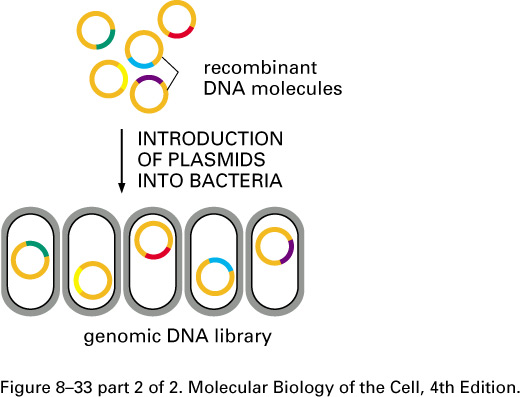 recombinant
DNA molecules
INTRODUCTION
OF PLASMIDS
INTO BACTERIA
genomic DNA library
Figure 8–33 part 2 of 2. Molecular Biology of the Cell, 4th Edition.